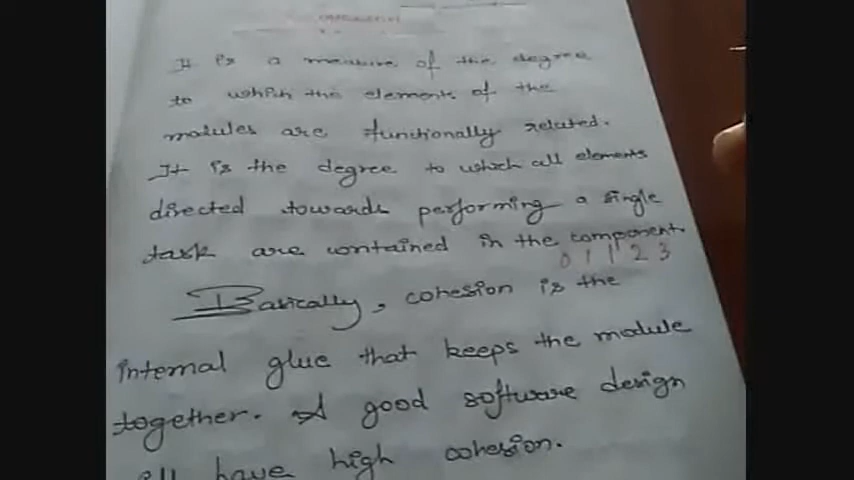 It is a measure of the degree
to which the elements of the
modules are functionally related.
It is the degree to which all elements
directed towards performing a single
task are contained in the component.
0 1 1 2 3
Basically, cohesion is the
internal glue that keeps the module
together. A good software design
have high cohesion.